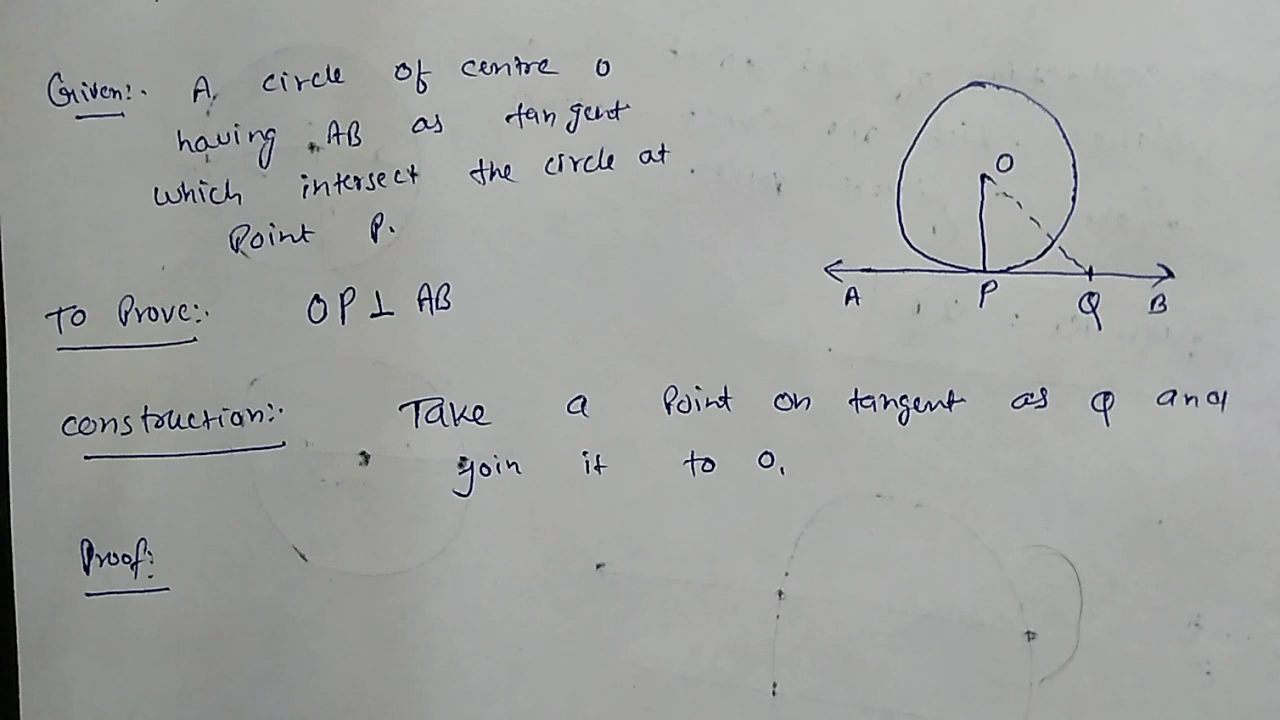 Given:. A circle of centre O
having AB as tangent
which intersect the circle at
Point P.
To Prove:. OP ⊥ AB
construction:. Take a Point on tangent as Q and
join it to O.
Proof:
O
A P Q B